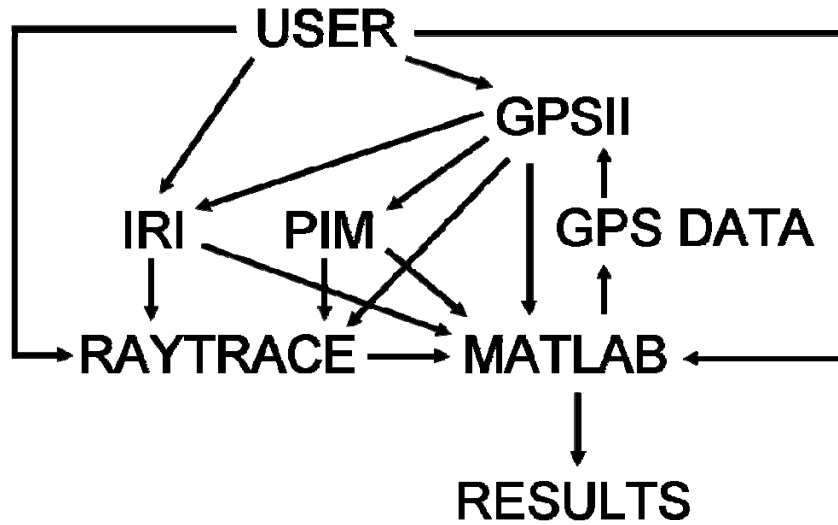 USER
GPSII
IRI PIM GPS DATA
RAYTRACE MATLAB
RESULTS